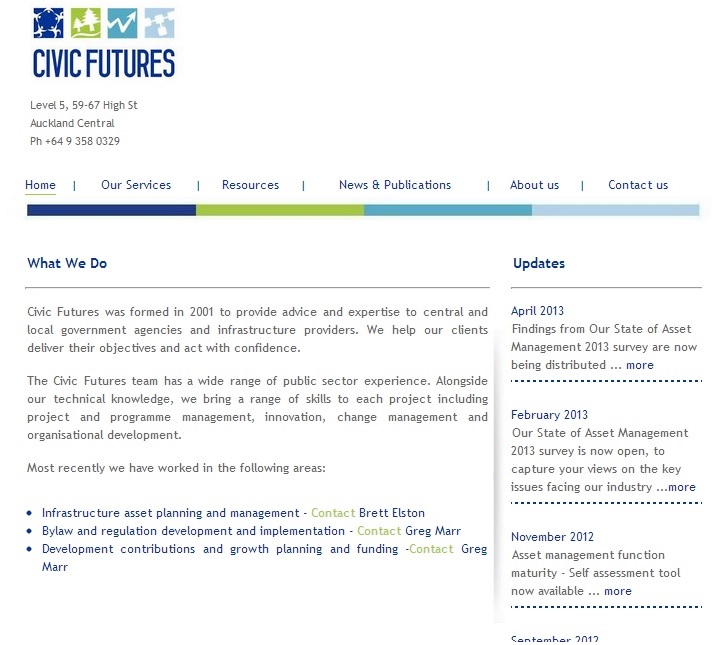 CIVIC FUTURES
Level 5, 59-67 High St
Auckland Central
Ph +64 9 358 0329
Home | Our Services | Resources | News & Publications | About us | Contact us
What We Do
Civic Futures was formed in 2001 to provide advice and expertise to central and
local government agencies and infrastructure providers. We help our clients
deliver their objectives and act with confidence.
The Civic Futures team has a wide range of public sector experience. Alongside
our technical knowledge, we bring a range of skills to each project including
project and programme management, innovation, change management and
organisational development.
Most recently we have worked in the following areas:
• Infrastructure asset planning and management - Contact Brett Elston
• Bylaw and regulation development and implementation - Contact Greg Marr
• Development contributions and growth planning and funding -Contact Greg
Marr
Updates
April 2013
Findings from Our State of Asset
Management 2013 survey are now
being distributed ... more
February 2013
Our State of Asset Management
2013 survey is now open, to
capture your views on the key
issues facing our industry ...more
November 2012
Asset management function
maturity - Self assessment tool
now available ... more
September 2012